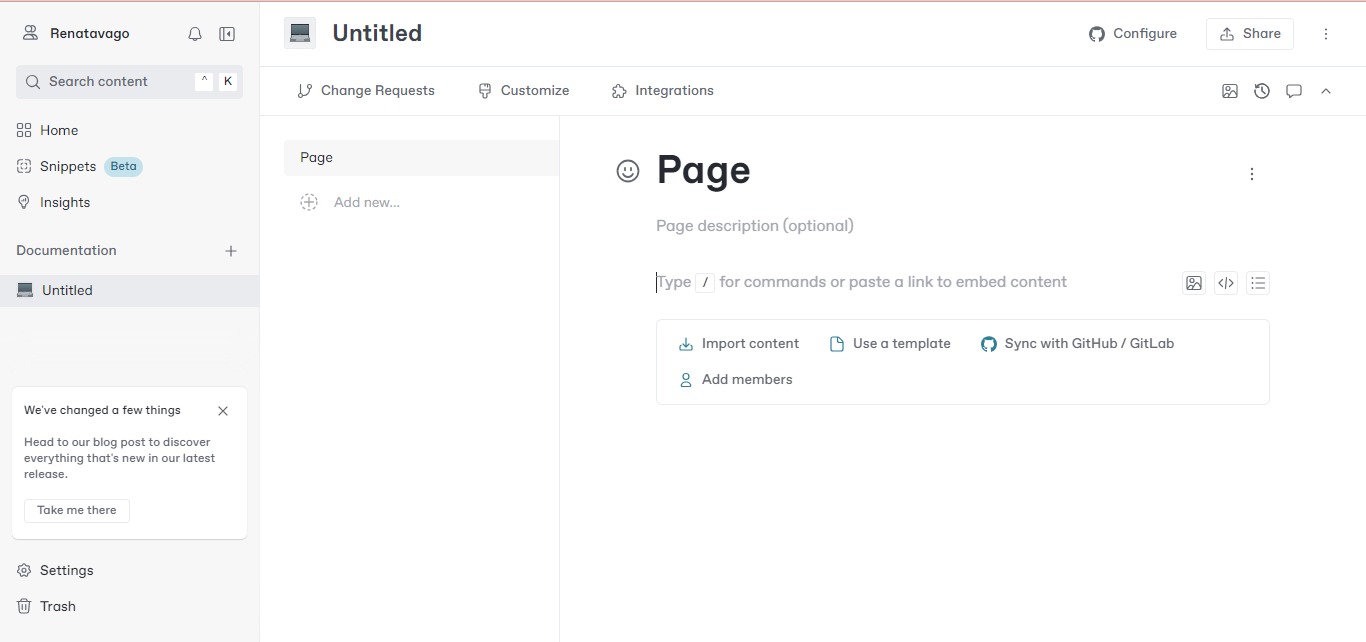 Renatavago
Search content ^ K
Home
Snippets Beta
Insights
Documentation
Untitled
We've changed a few things
Head to our blog post to discover
everything that's new in our latest
release.
Take me there
Settings
Trash
Untitled
Configure
Share
Change Requests
Customize
Integrations
Page
Add new...
Page
Page description (optional)
Type / for commands or paste a link to embed content
Import content
Use a template
Sync with GitHub / GitLab
Add members